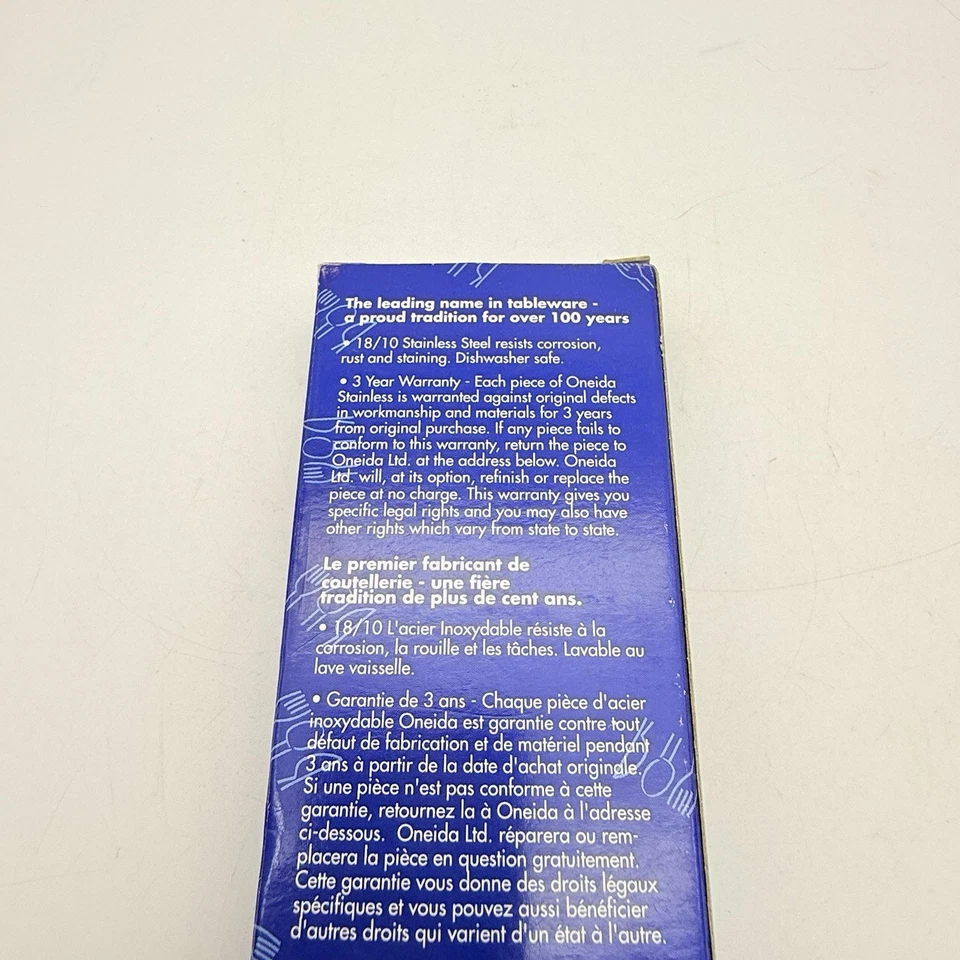 The leading name in tableware -
a proud tradition for over 100 years
• 18/10 Stainless Steel resists corrosion,
rust and staining. Dishwasher safe.
• 3 Year Warranty - Each piece of Oneida
Stainless is warranted against original defects
in workmanship and materials for 3 years
from original purchase. If any piece fails to
conform to this warranty, return the piece to
Oneida Ltd. at the address below. Oneida
Ltd. will, at its option, refinish or replace the
piece at no charge. This warranty gives you
specific legal rights and you may also have
other rights which vary from state to state.
Le premier fabricant de
coutellerie - une fière
tradition de plus de cent ans.
• 18/10 L'acier Inoxydable résiste à la
corrosion, la rouille et les tâches. Lavable au
lave vaisselle.
• Garantie de 3 ans - Chaque pièce d'acier
inoxydable Oneida est garantie contre tout
défaut de fabrication et de matériel pendant
3 ans à partir de la date d'achat originale.
Si une pièce n'est pas conforme à cette
garantie, retournez la à Oneida à l'adresse
ci-dessous. Oneida Ltd. réparera ou rem-
placera la pièce en question gratuitement.
Cette garantie vous donne des droits légaux
spécifiques et vous pouvez aussi bénéficier
d'autres droits qui varient d'un état à l'autre.